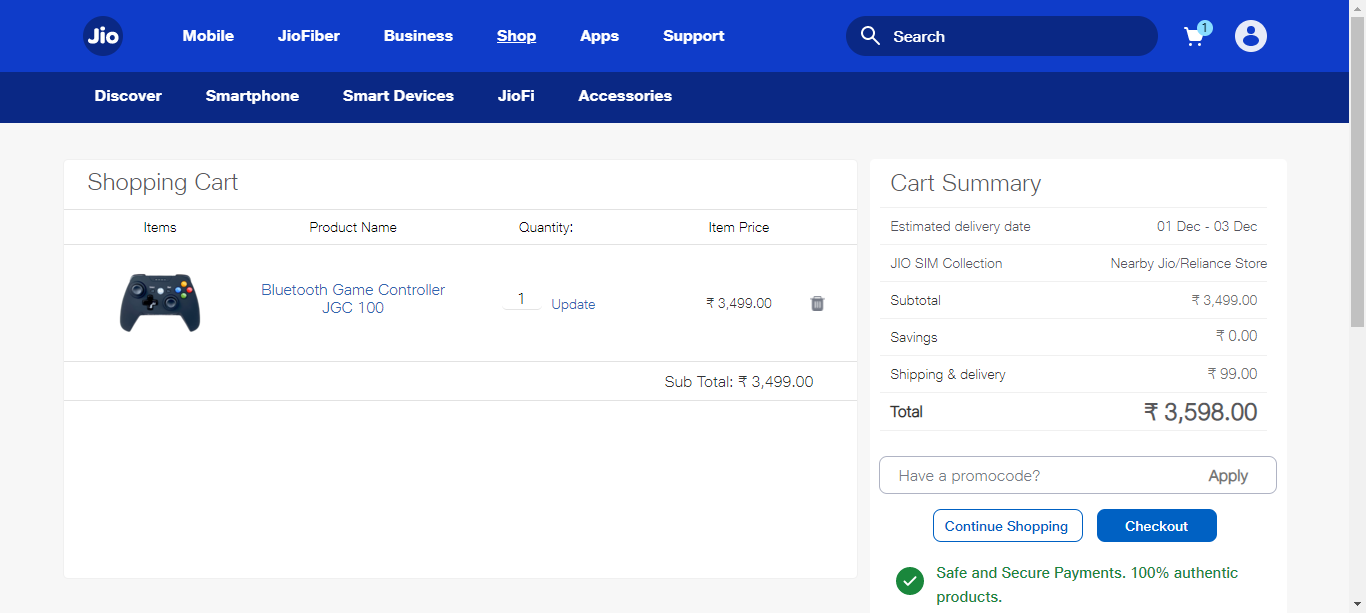 Jio
Mobile JioFiber Business Shop Apps Support
Search
1
Discover Smartphone Smart Devices JioFi Accessories
Shopping Cart
Items Product Name Quantity: Item Price
Bluetooth Game Controller
JGC 100
1 Update
₹ 3,499.00
Sub Total: ₹ 3,499.00
Cart Summary
Estimated delivery date 01 Dec - 03 Dec
JIO SIM Collection Nearby Jio/Reliance Store
Subtotal ₹ 3,499.00
Savings ₹ 0.00
Shipping & delivery ₹ 99.00
Total ₹ 3,598.00
Have a promocode? Apply
Continue Shopping Checkout
Safe and Secure Payments. 100% authentic
products.